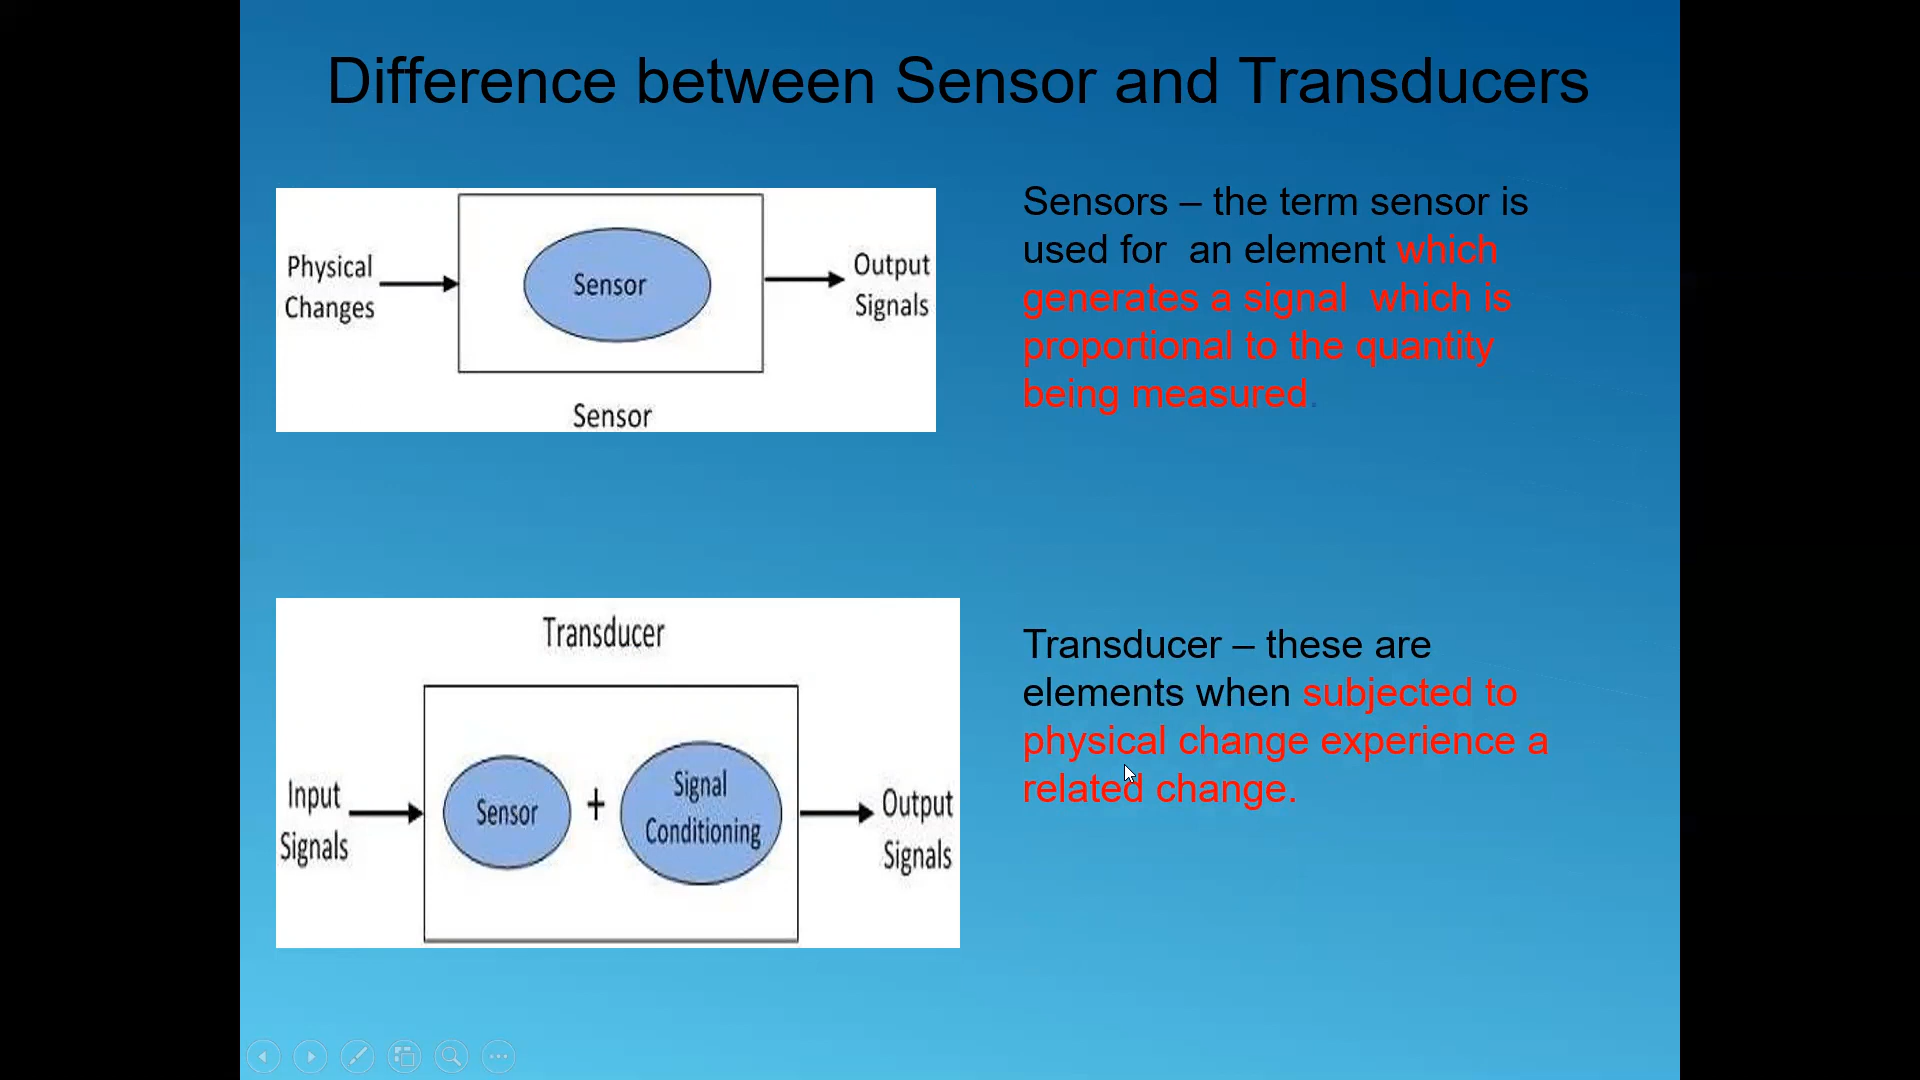 Difference between Sensor and Transducers
Physical
Changes
Sensor
Output
Signals
Sensor
Sensors – the term sensor is
used for  an element which
generates a signal  which is
proportional to the quantity
being measured.
Transducer
Input
Signals
Sensor
+
Signal
Conditioning
Output
Signals
Transducer – these are
elements when subjected to
physical change experience a
related change.